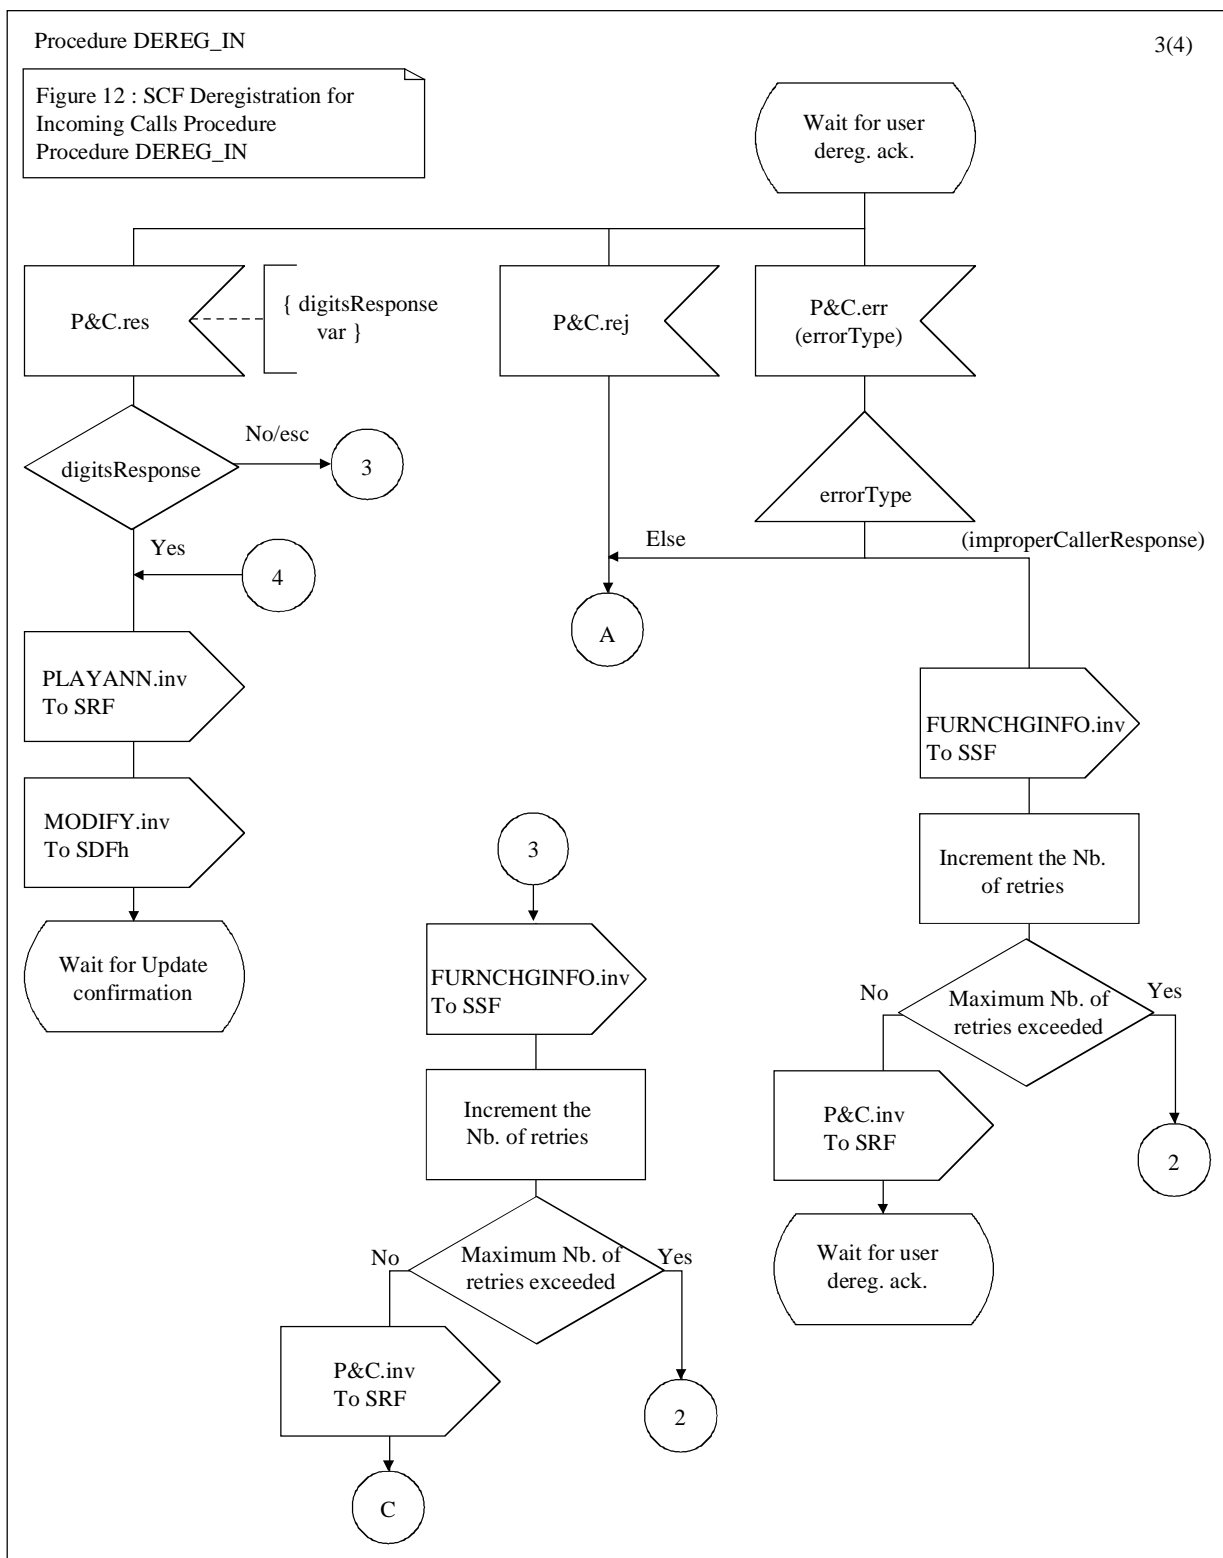 Procedure DEREG_IN
3(4)
Figure 12 : SCF Deregistration for
Incoming Calls Procedure
Procedure DEREG_IN
Wait for user
dereg. ack.
P&C.res
{ digitsResponse
var }
P&C.rej
P&C.err
(errorType)
digitsResponse
No/esc
3
errorType
Yes
4
Else
(improperCallerResponse)
A
PLAYANN.inv
To SRF
FURNCHGINFO.inv
To SSF
MODIFY.inv
To SDFh
3
Increment the Nb.
of retries
Wait for Update
confirmation
FURNCHGINFO.inv
To SSF
No
Maximum Nb. of
retries exceeded
Yes
Increment the
Nb. of retries
P&C.inv
To SRF
2
No
Maximum Nb. of
retries exceeded
Yes
Wait for user
dereg. ack.
P&C.inv
To SRF
2
C